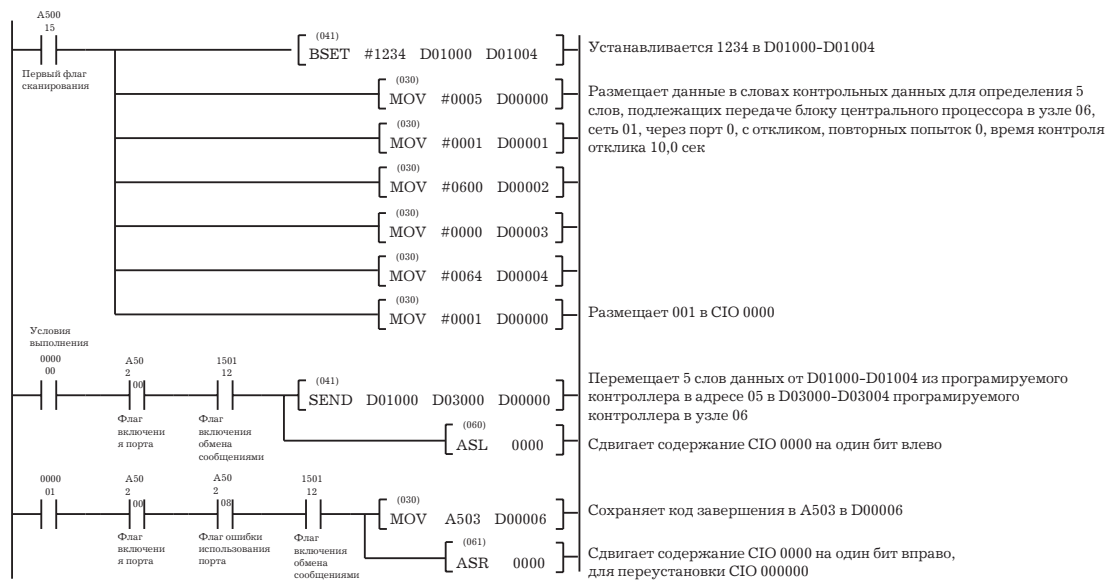 A500
15
Первый флаг
сканирования
(041)
BSET #1234 D01000 D01004
Устанавливается 1234 в D01000–D01004
(030)
MOV #0005 D00000
Размещает данные в словах контрольных данных для определения 5
слов, подлежащих передаче блоку центрального процессора в узле 06,
сеть 01, через порт 0, с откликом, повторных попыток 0, время контроля
отклика 10,0 сек
(030)
MOV #0001 D00001
(030)
MOV #0600 D00002
(030)
MOV #0000 D00003
(030)
MOV #0064 D00004
(030)
MOV #0001 D00000
Размещает 001 в CIO 0000
Условия
выполнения
0000
00
A50
2
00
Флаг
включени
я порта
1501
12
Флаг
включения
обмена
сообщениями
(041)
SEND D01000 D03000 D00000
Перемещает 5 слов данных от D01000–D01004 из програмируемого
контроллера в адресе 05 в D03000–D03004 програмируемого
контроллера в узле 06
(060)
ASL 0000
Сдвигает содержание CIO 0000 на один бит влево
0000
01
A50
2
00
Флаг
включени
я порта
A50
2
08
Флаг ошибки
использования
порта
1501
12
Флаг
включения
обмена
сообщениями
(030)
MOV A503 D00006
Сохраняет код завершения в A503 в D00006
(061)
ASR 0000
Сдвигает содержание CIO 0000 на один бит вправо,
для переустановки CIO 000000